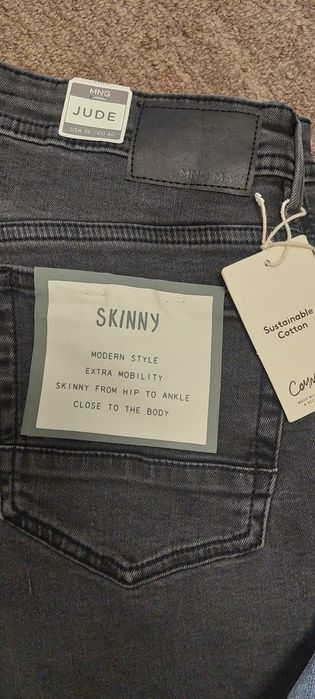 MNG
JUDE
USA 30 / EU 40
MNG MAN
SKINNY
MODERN STYLE
EXTRA MOBILITY
SKINNY FROM HIP TO ANKLE
CLOSE TO THE BODY
Sustainable
Cotton